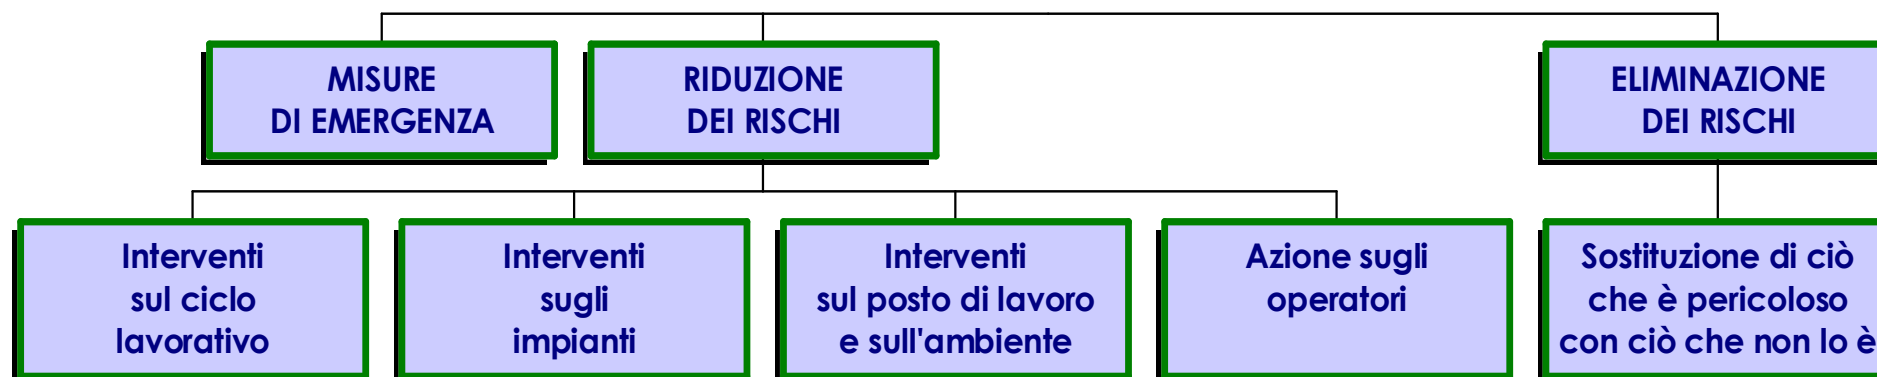 MISURE
DI EMERGENZA
RIDUZIONE
DEI RISCHI
ELIMINAZIONE
DEI RISCHI
Interventi
sul ciclo
lavorativo
Interventi
sugli
impianti
Interventi
sul posto di lavoro
e sull'ambiente
Azione sugli
operatori
Sostituzione di ciò
che è pericoloso
con ciò che non lo è